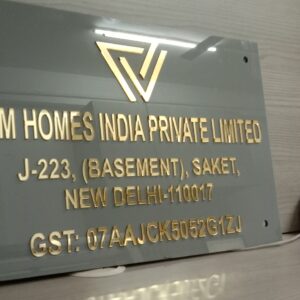 M HOMES INDIA PRIVATE LIMITED
J-223, (BASEMENT), SAKET,
NEW DELHI-110017
GST: 07AAJCK5052G1ZJ